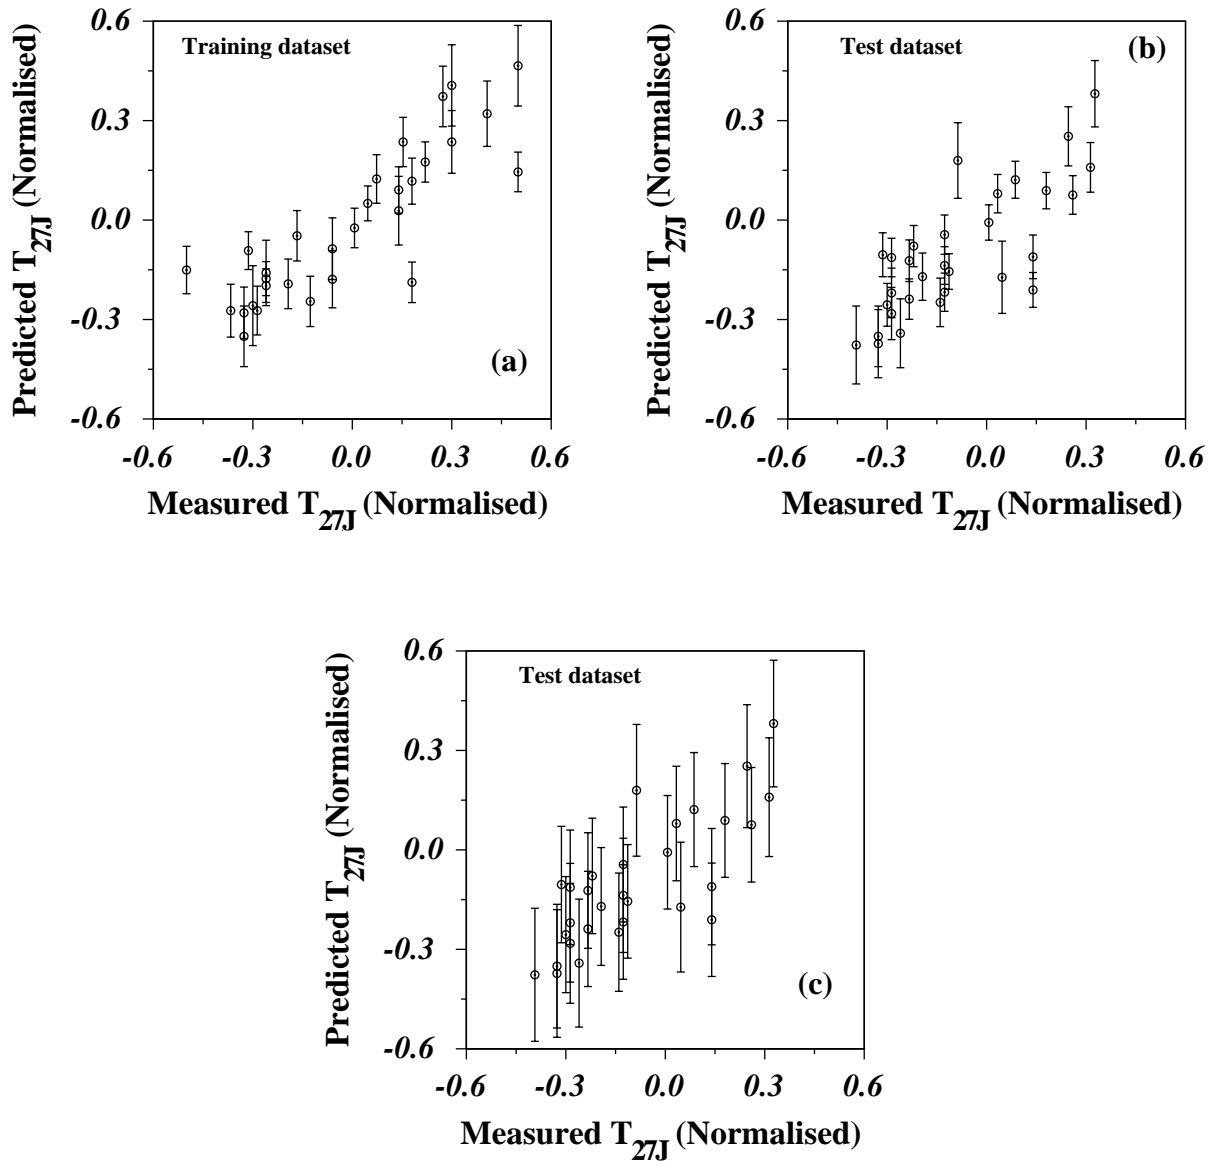 Predicted T27J (Normalised)
0.6
0.3
0.0
-0.3
-0.6
Training dataset
(a)
-0.6 -0.3 0.0 0.3 0.6
Measured T27J (Normalised)
Predicted T27J (Normalised)
0.6
0.3
0.0
-0.3
-0.6
Test dataset
(b)
-0.6 -0.3 0.0 0.3 0.6
Measured T27J (Normalised)
Predicted T27J (Normalised)
0.6
0.3
0.0
-0.3
-0.6
Test dataset
(c)
-0.6 -0.3 0.0 0.3 0.6
Measured T27J (Normalised)